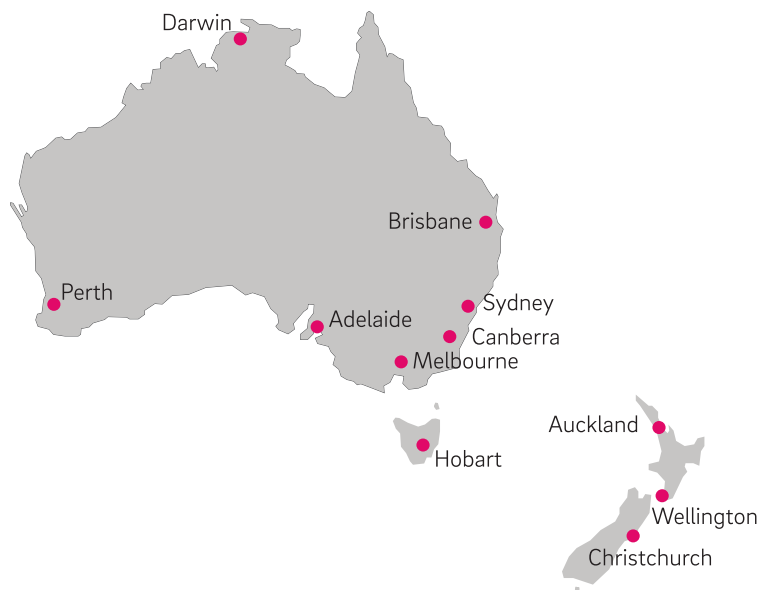 Darwin
Brisbane
Perth
Sydney
Adelaide
Canberra
Melbourne
Auckland
Hobart
Wellington
Christchurch